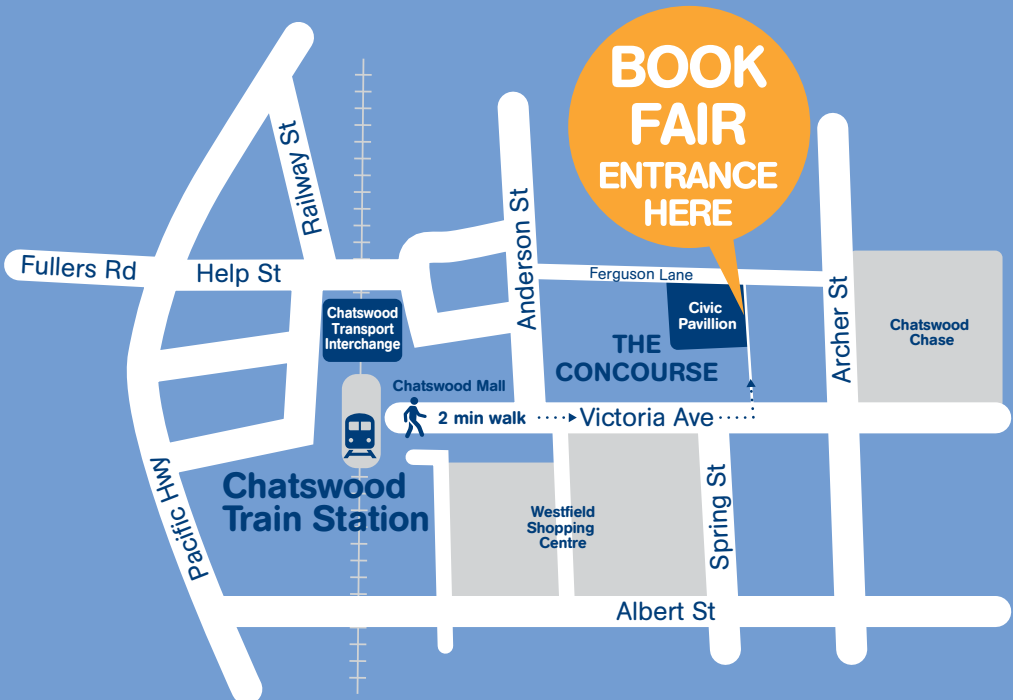 BOOK
FAIR
ENTRANCE
HERE
Railway St
Anderson St
Fullers Rd
Help St
Ferguson Lane
Archer St
Chatswood
Transport
Interchange
Civic
Pavillion
Chatswood
Chase
THE
CONCOURSE
Chatswood Mall
2 min walk
Victoria Ave
Pacific Hwy
Chatswood
Train Station
Westfield
Shopping
Centre
Spring St
Albert St